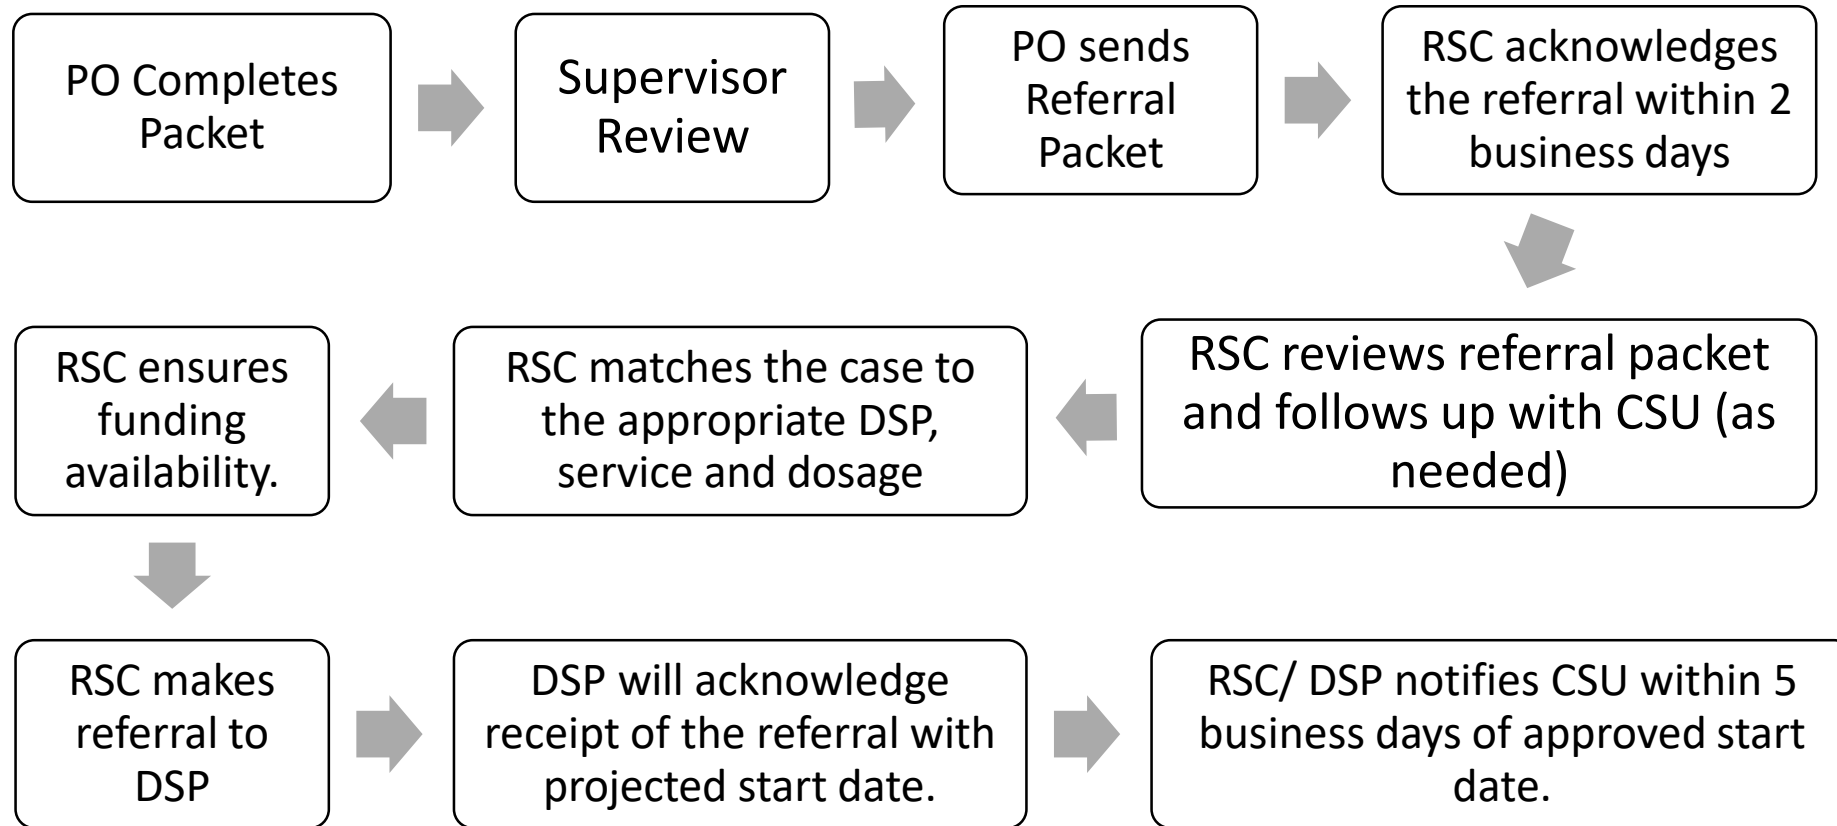 PO Completes
Packet
Supervisor
Review
PO sends
Referral
Packet
RSC acknowledges
the referral within 2
business days
RSC reviews referral packet
and follows up with CSU (as
needed)
RSC matches the case to
the appropriate DSP,
service and dosage
RSC ensures
funding
availability.
RSC makes
referral to
DSP
DSP will acknowledge
receipt of the referral with
projected start date.
RSC/ DSP notifies CSU within 5
business days of approved start
date.